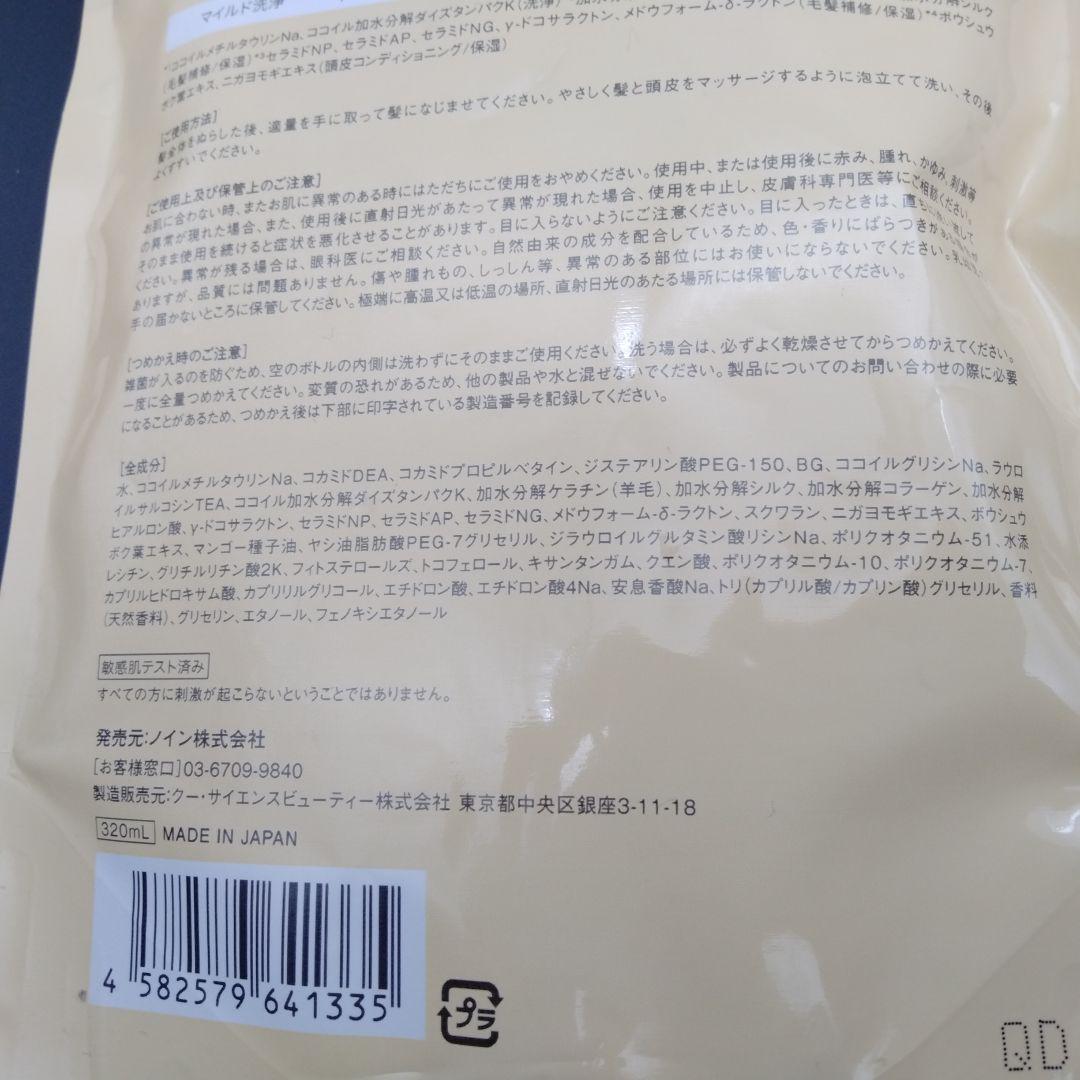 マイルド洗浄
*¹ココイルメチルタウリンNa、ココイル加水分解ダイズタンパクK(洗浄)
(毛髪補修/保湿)*³セラミドNP、セラミドAP、セラミドNG、γ-ドコサラクトン、メドウフォーム-δ-ラクトン(毛髪補修/保湿)*⁴ボウシュウ
ボク葉エキス、ニガヨモギエキス(頭皮コンディショニング/保湿)
[ご使用方法]
髪全体をぬらした後、適量を手に取って髪になじませてください。やさしく髪と頭皮をマッサージするように泡立てて洗い、その後
よくすすいでください。
[ご使用上及び保管上のご注意]
お肌に合わない時、またお肌に異常のある時にはただちにご使用をおやめください。使用中、または使用後に赤み、腫れ、かゆみ、刺激等
の異常が現れた場合、また、使用後に直射日光があたって異常が現れた場合、使用を中止し、皮膚科専門医等にご相談ください。
そのまま使用を続けると症状を悪化させることがあります。目に入らないようにご注意ください。目に入ったときは、直ちに洗い流して
ください。異常が残る場合は、眼科医にご相談ください。自然由来の成分を配合しているため、色・香りにばらつきが
ありますが、品質には問題ありません。傷や腫れもの、しっしん等、異常のある部位にはお使いにならないでください。
手の届かないところに保管してください。極端に高温又は低温の場所、直射日光のあたる場所には保管しないでください。
[つめかえ時のご注意]
雑菌が入るのを防ぐため、空のボトルの内側は洗わずにそのままご使用ください。洗う場合は、必ずよく乾燥させてからつめかえてください。
一度に全量つめかえてください。変質の恐れがあるため、他の製品や水と混ぜないでください。製品についてのお問い合わせの際に必要
になることがあるため、つめかえ後は下部に印字されている製造番号を記録してください。
[全成分]
水、ココイルメチルタウリンNa、コカミドDEA、コカミドプロピルベタイン、ジステアリン酸PEG-150、BG、ココイルグリシンNa、ラウロ
イルサルコシンTEA、ココイル加水分解ダイズタンパクK、加水分解ケラチン(羊毛)、加水分解シルク、加水分解コラーゲン、加水分解
ヒアルロン酸、γ-ドコサラクトン、セラミドNP、セラミドAP、セラミドNG、メドウフォーム-δ-ラクトン、スクワラン、ニガヨモギエキス、ボウシュウ
ボク葉エキス、マンゴー種子油、ヤシ油脂肪酸PEG-7グリセリル、ジラウロイルグルタミン酸リシンNa、ポリクオタニウム-51、水添
レシチン、グリチルリチン酸2K、フィトステロールズ、トコフェロール、キサンタンガム、クエン酸、ポリクオタニウム-10、ポリクオタニウム-7、
カプリルヒドロキサム酸、カプリリルグリコール、エチドロン酸、エチドロン酸4Na、安息香酸Na、トリ(カプリル酸/カプリン酸)グリセリル、香料
(天然香料)、グリセリン、エタノール、フェノキシエタノール
敏感肌テスト済み
すべての方に刺激が起こらないということではありません。
発売元:ノイン株式会社
[お客様窓口]03-6709-9840
製造販売元:クー・サイエンスビューティー株式会社 東京都中央区銀座3-11-18
320mL MADE IN JAPAN
4 582579 641335
プラ
QD